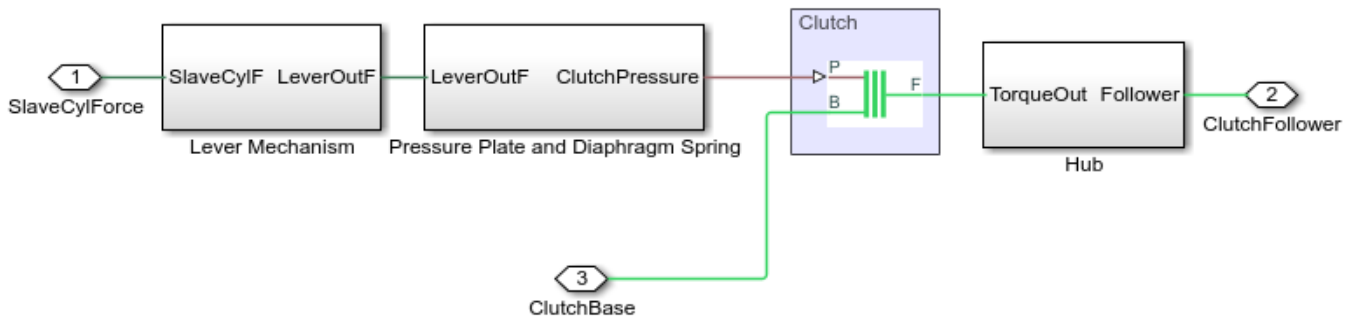 Clutch
1
SlaveCylForce
SlaveCylF LeverOutF
Lever Mechanism
LeverOutF ClutchPressure
Pressure Plate and Diaphragm Spring
P
B
F
TorqueOut Follower
Hub
2
ClutchFollower
3
ClutchBase